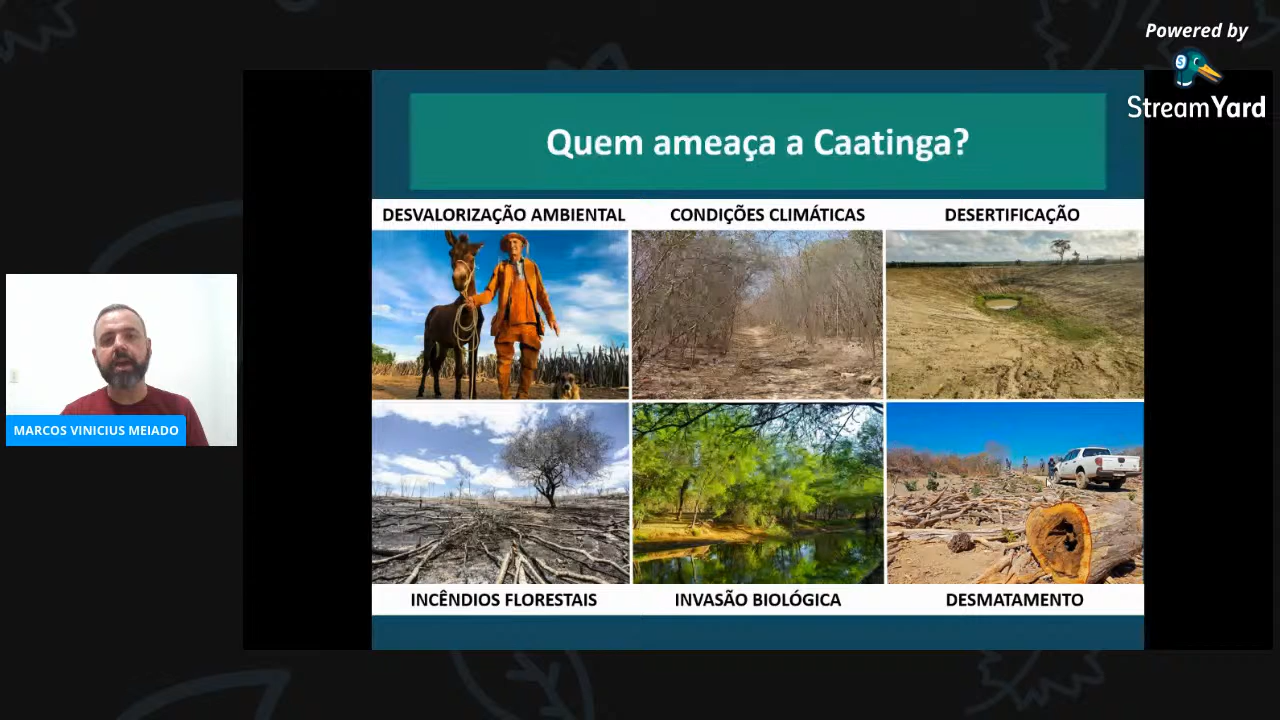 Powered by
StreamYard
Quem ameaça a Caatinga?
DESVALORIZAÇÃO AMBIENTAL
CONDIÇÕES CLIMÁTICAS
DESERTIFICAÇÃO
MARCOS VINICIUS MEIADO
INCÊNDIOS FLORESTAIS
INVASÃO BIOLÓGICA
DESMATAMENTO